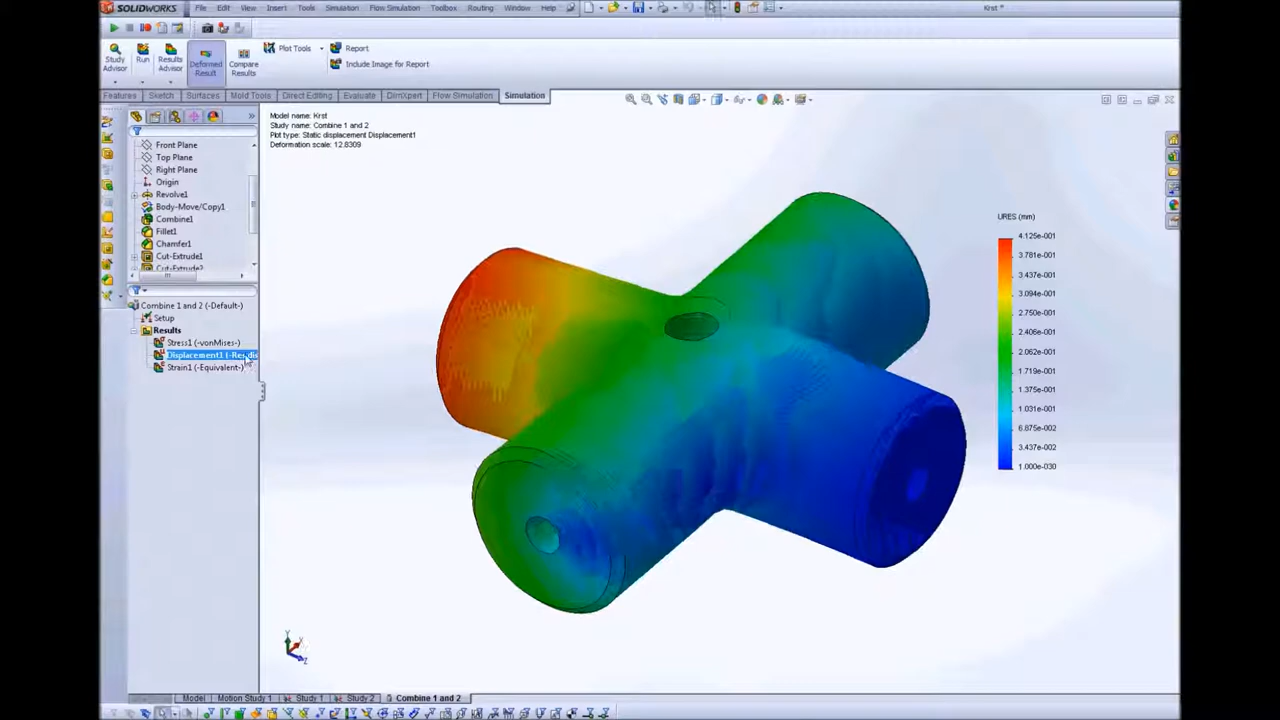 SOLIDWORKS File Edit View Insert Tools Simulation Flow Simulation Toolbox Routing Window Help Krst *
Study Advisor
Run
Results Advisor
Deformed Result
Compare Results
Plot Tools
Report
Include Image for Report
Features Sketch Surfaces Mold Tools Direct Editing Evaluate DimXpert Flow Simulation Simulation
Front Plane
Top Plane
Right Plane
Origin
Revolve1
Body-Move/Copy1
Combine1
Fillet1
Chamfer1
Cut-Extrude1
Cut-Extrude2
Combine 1 and 2 (-Default-)
Setup
Results
Stress1 (-vonMises-)
Displacement1 (-Res dis
Strain1 (-Equivalent-)
Model name: Krst
Study name: Combine 1 and 2
Plot type: Static displacement Displacement1
Deformation scale: 12.8309
URES (mm)
4.125e-001
3.781e-001
3.437e-001
3.094e-001
2.750e-001
2.406e-001
2.062e-001
1.719e-001
1.375e-001
1.031e-001
6.875e-002
3.437e-002
1.000e-030
Y
X
Z
Model Motion Study 1 Study 1 Study 2 Combine 1 and 2